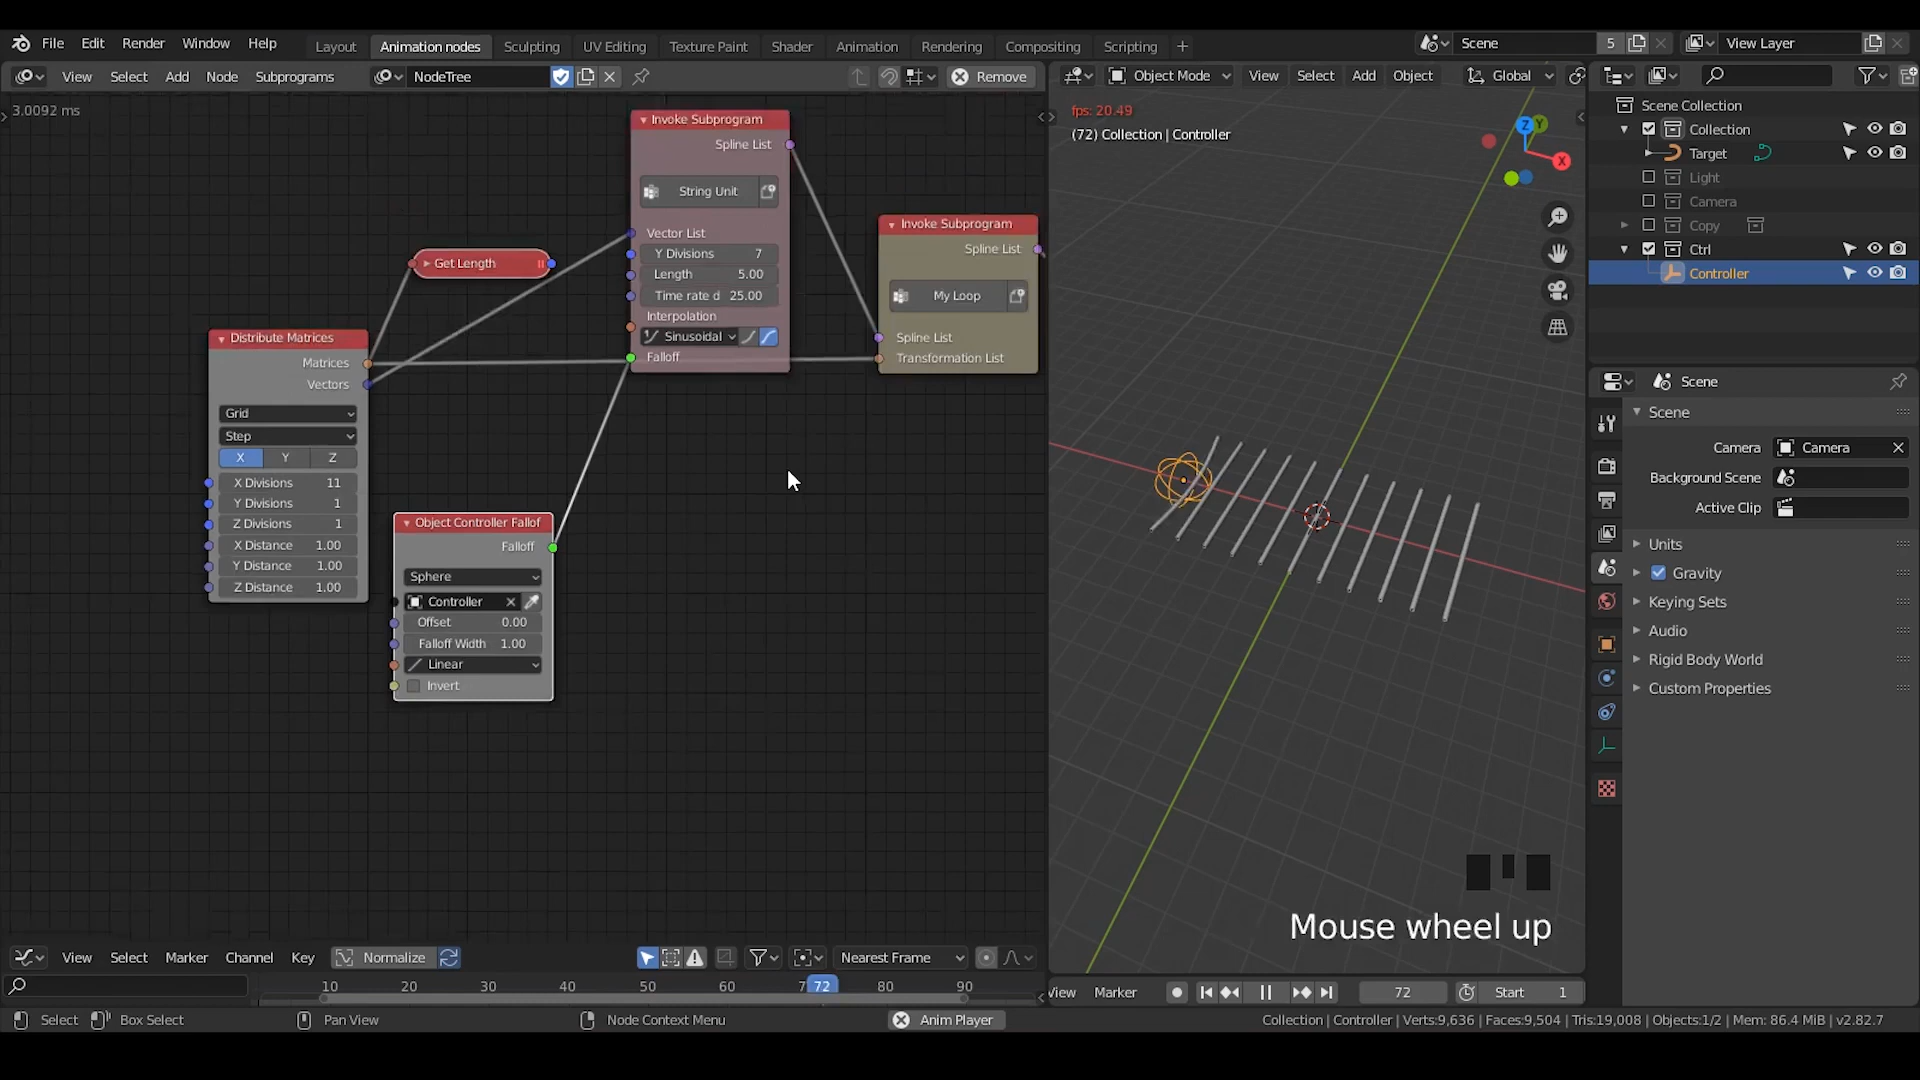 File Edit Render Window Help Layout Animation nodes Sculpting UV Editing Texture Paint Shader Animation Rendering Compositing Scripting + Scene 5 View Layer
View Select Add Node Subprograms NodeTree Remove
Object Mode View Select Add Object Global
3.0092 ms
fps: 20.49
(72) Collection | Controller
Z Y
X
Invoke Subprogram
Spline List
String Unit
Vector List
Y Divisions 7
Length 5.00
Time rate d 25.00
Interpolation
Sinusoidal
Falloff
Invoke Subprogram
Spline List
My Loop
Spline List
Transformation List
Get Length
Distribute Matrices
Matrices
Vectors
Grid
Step
X Y Z
X Divisions 11
Y Divisions 1
Z Divisions 1
X Distance 1.00
Y Distance 1.00
Z Distance 1.00
Object Controller Fallof
Falloff
Sphere
Controller
Offset 0.00
Falloff Width 1.00
Linear
Invert
Mouse wheel up
Scene Collection
Collection
Target
Light
Camera
Copy
Ctrl
Controller
Scene
Scene
Camera Camera
Background Scene
Active Clip
Units
Gravity
Keying Sets
Audio
Rigid Body World
Custom Properties
View Select Marker Channel Key Normalize Nearest Frame
10 20 30 40 50 60 7 72 80 90
View Marker 72 Start 1
Select Box Select Pan View Node Context Menu Anim Player Collection | Controller | Verts:9,636 | Faces:9,504 | Tris:19,008 | Objects:1/2 | Mem: 86.4 MiB | v2.82.7